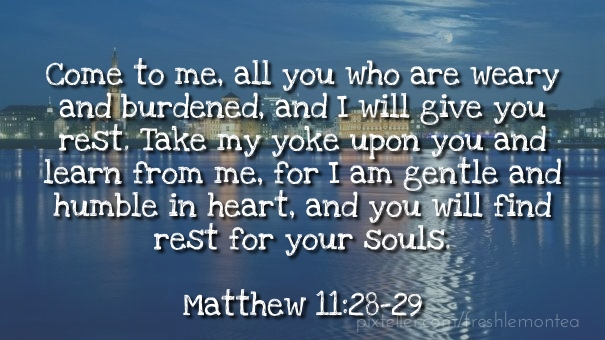 Come to me, all you who are weary
and burdened, and I will give you
rest. Take my yoke upon you and
learn from me, for I am gentle and
humble in heart, and you will find
rest for your souls.
Matthew 11:28-29
pixteller.com/freshlemontea